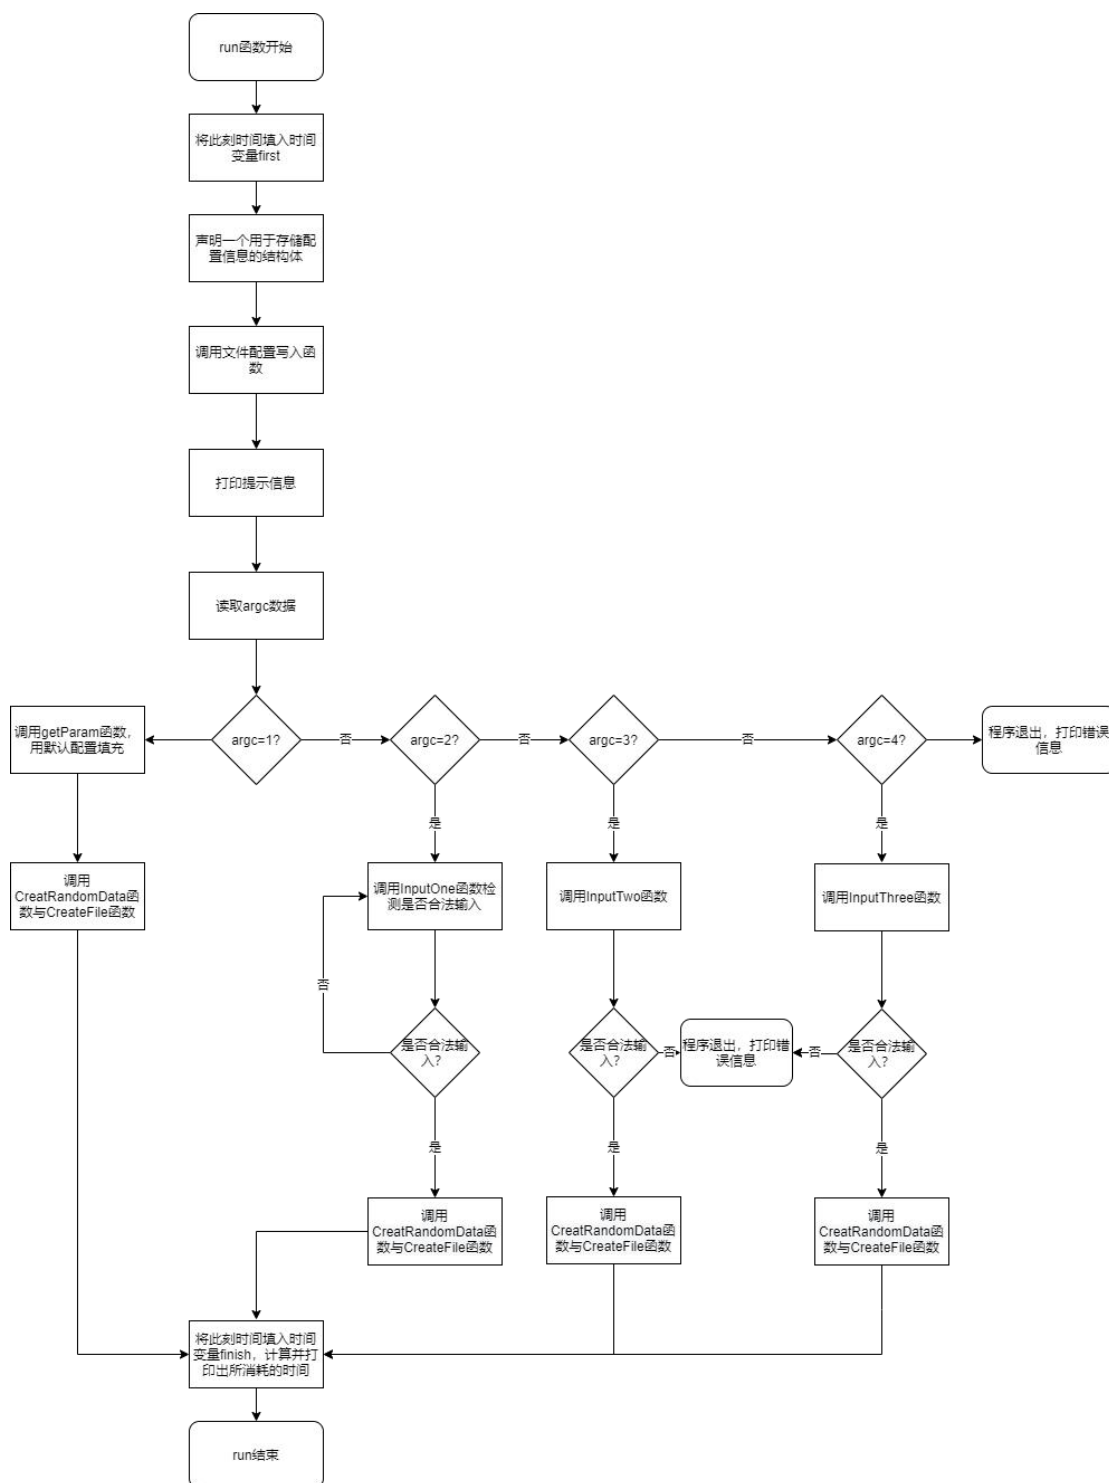 run函数开始
将此刻时间填入时间
变量first
声明一个用于存储配
置信息的结构体
调用文件配置写入函
数
打印提示信息
读取argc数据
调用getParam函数,
用默认配置填充
argc=1?
否
argc=2?
否
argc=3?
否
argc=4?
程序退出，打印错误
信息
是
是
是
调用
CreatRandomData函
数与CreateFile函数
调用InputOne函数检
测是否合法输入
调用InputTwo函数
调用InputThree函数
否
是否合法输
入?
是否合法输
入?
否
程序退出，打印错
误信息
否
是否合法输
入?
是
是
是
调用
CreatRandomData函
数与CreateFile函数
调用
CreatRandomData函
数与CreateFile函数
调用
CreatRandomData函
数与CreateFile函数
将此刻时间填入时间
变量finish，计算并打
印出所消耗的时间
run结束